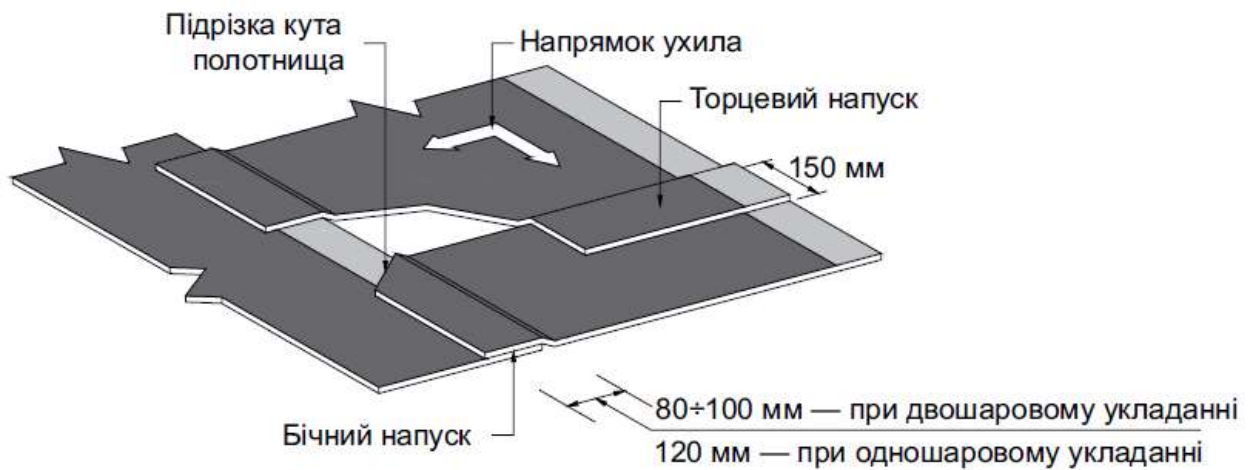 Підрізка кута
полотнища
Напрямок ухила
Торцевий напуск
150 мм
Бічний напуск
80÷100 мм — при двошаровому укладанні
120 мм — при одношаровому укладанні